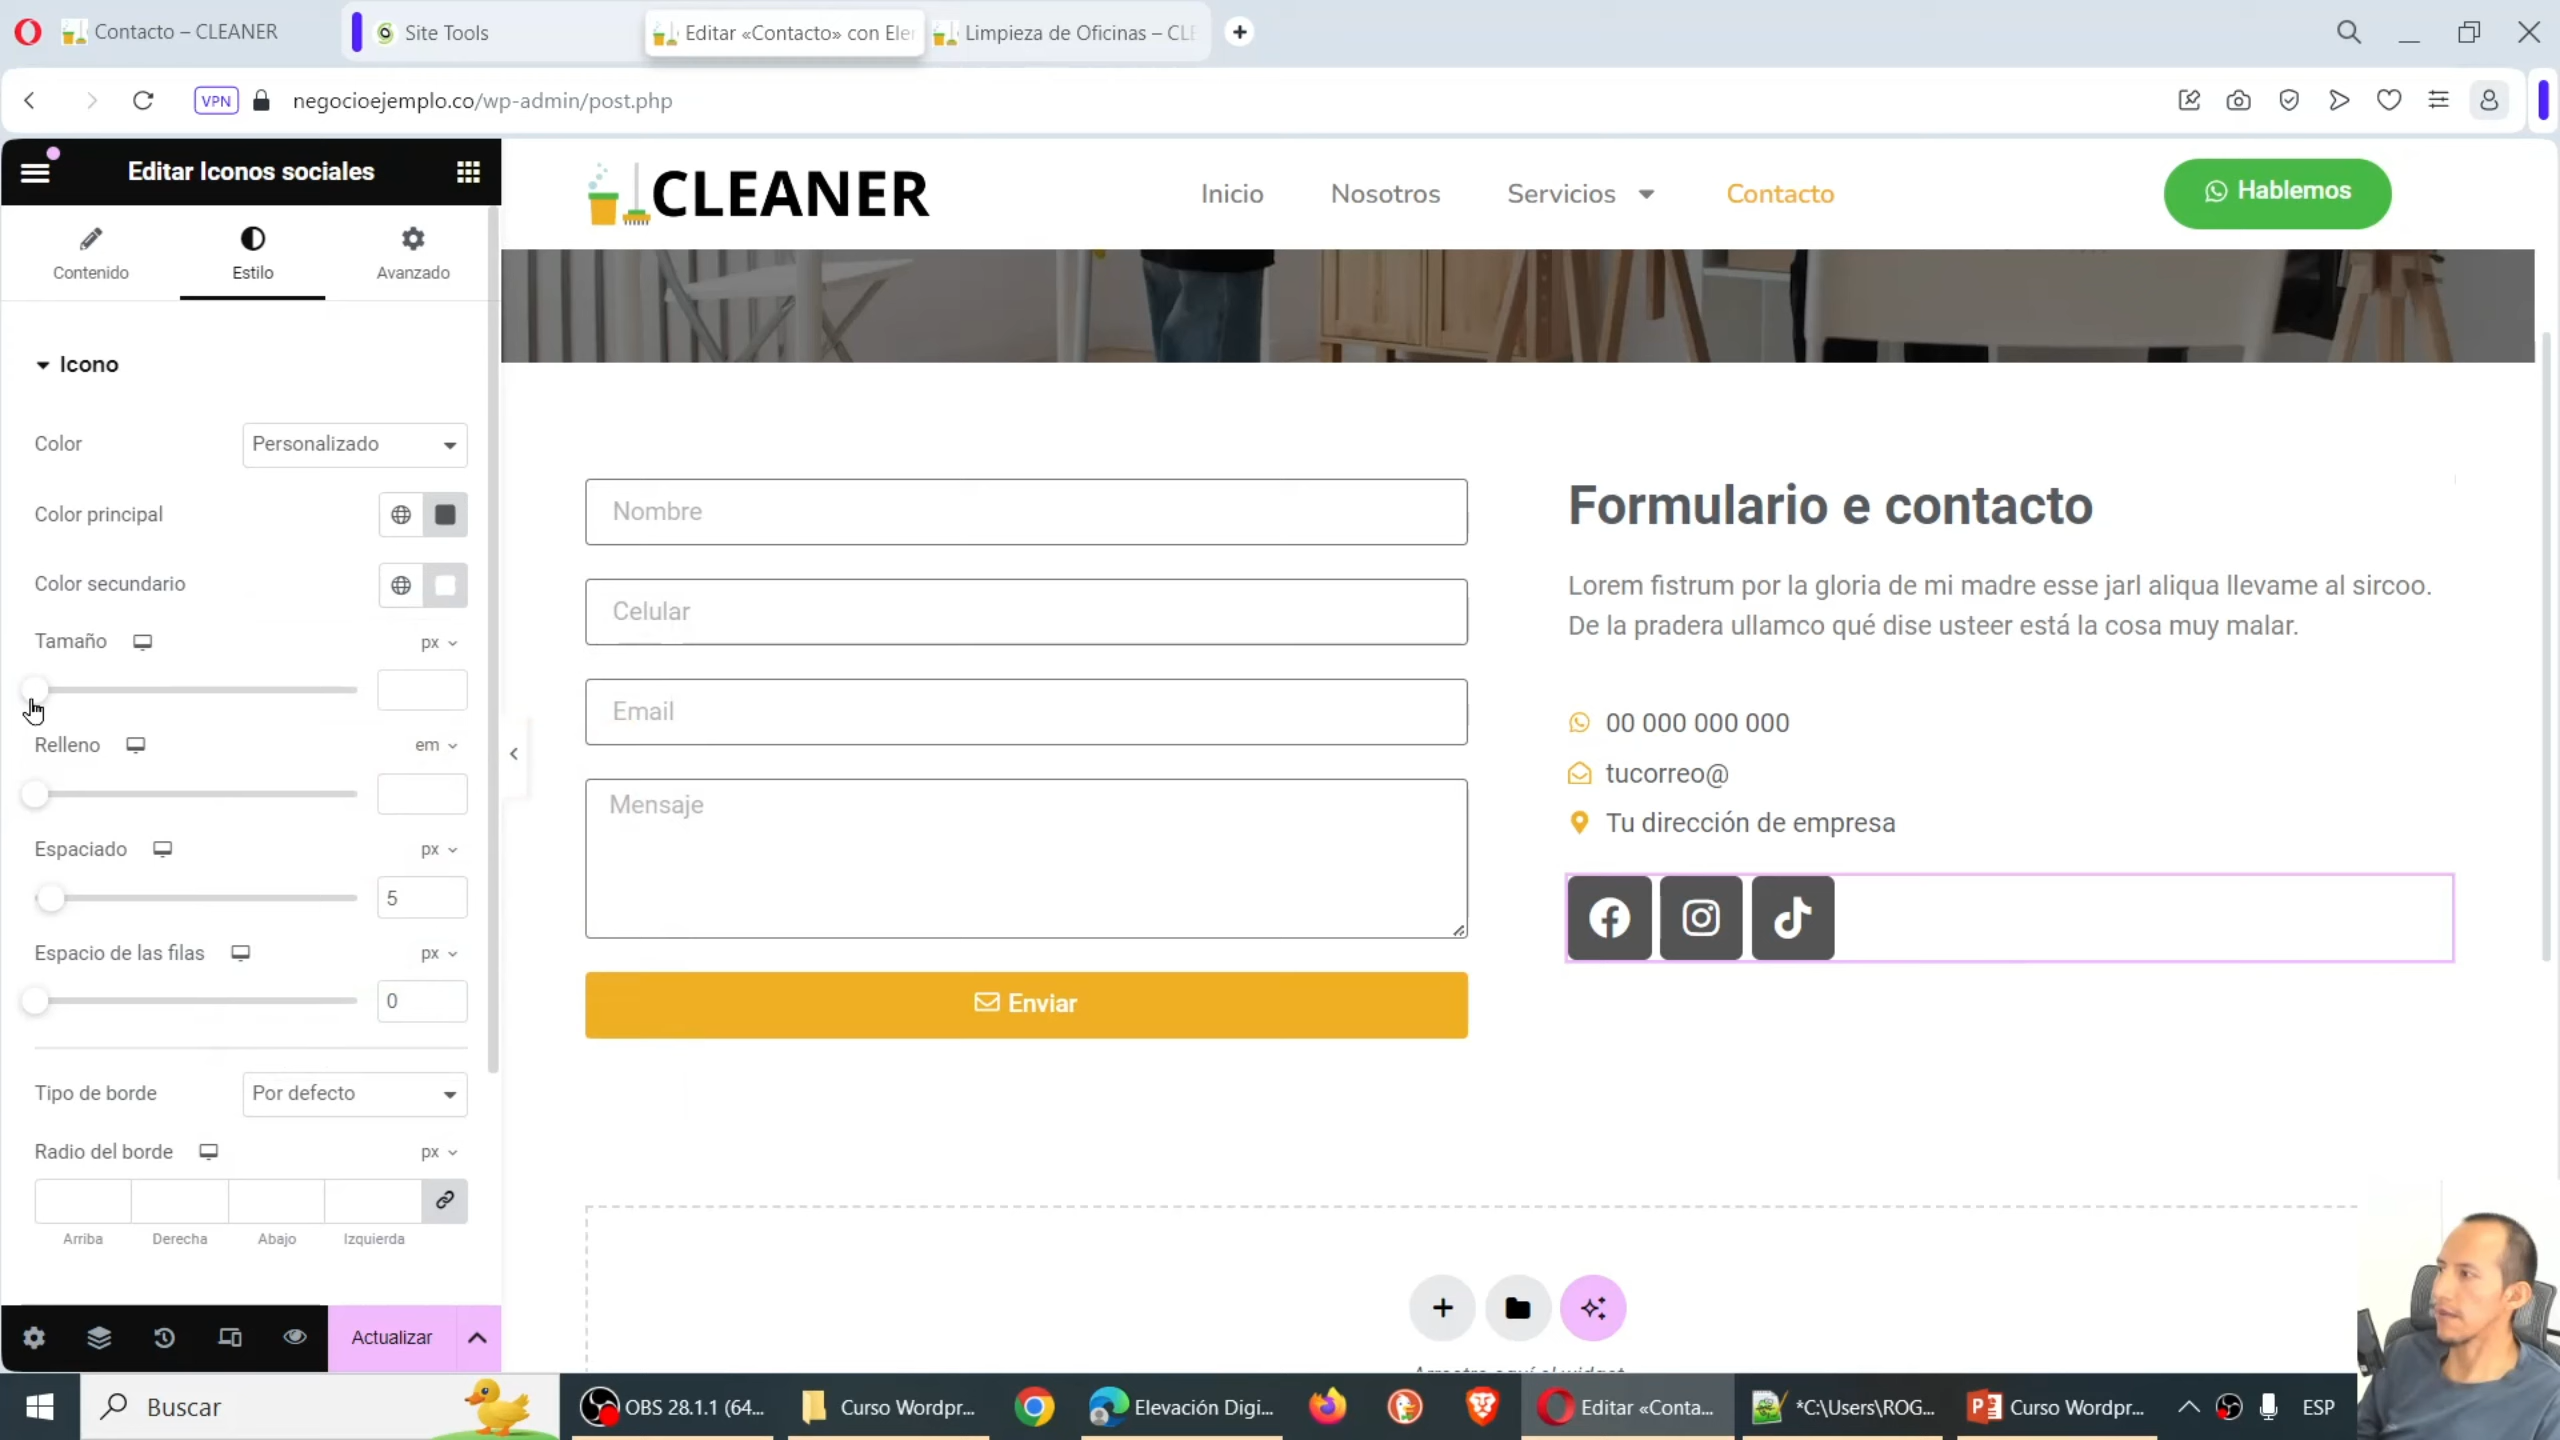 Contacto – CLEANER
Site Tools
Editar «Contacto» con Eler
Limpieza de Oficinas – CLE
VPN
negocioejemplo.co/wp-admin/post.php
Editar Iconos sociales
Contenido
Estilo
Avanzado
Icono
Color
Personalizado
Color principal
Color secundario
Tamaño
px
Relleno
em
Espaciado
px
5
Espacio de las filas
px
0
Tipo de borde
Por defecto
Radio del borde
px
Arriba
Derecha
Abajo
Izquierda
Actualizar
CLEANER
Inicio
Nosotros
Servicios
Contacto
Hablemos
Nombre
Celular
Email
Mensaje
Enviar
Formulario e contacto
Lorem fistrum por la gloria de mi madre esse jarl aliqua llevame al sircoo.
De la pradera ullamco qué dise usteer está la cosa muy malar.
00 000 000 000
tucorreo@
Tu dirección de empresa
Buscar
OBS 28.1.1 (64...
Curso Wordpr...
Elevación Digi...
Editar «Conta...
*C:\Users\ROG...
Curso Wordpr...
ESP